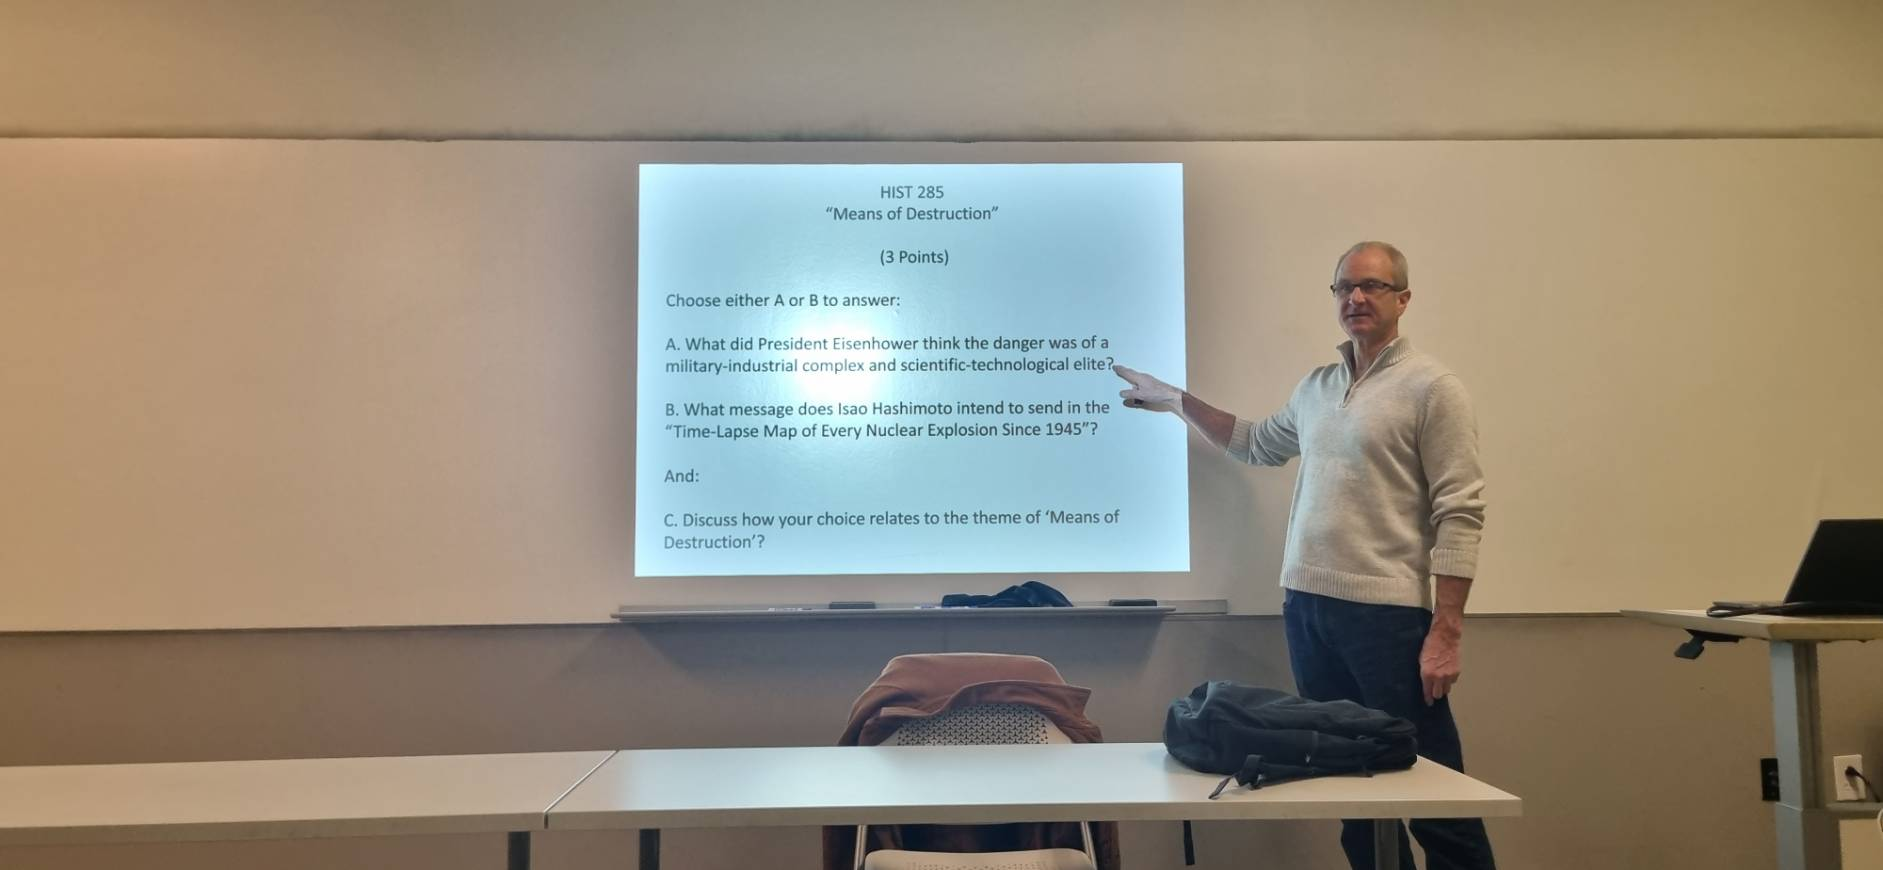 HIST 285
“Means of Destruction”
(3 Points)
Choose either A or B to answer:
A. What did President Eisenhower think the danger was of a
military-industrial complex and scientific-technological elite?
B. What message does Isao Hashimoto intend to send in the
“Time-Lapse Map of Every Nuclear Explosion Since 1945”?
And:
C. Discuss how your choice relates to the theme of ‘Means of
Destruction’?